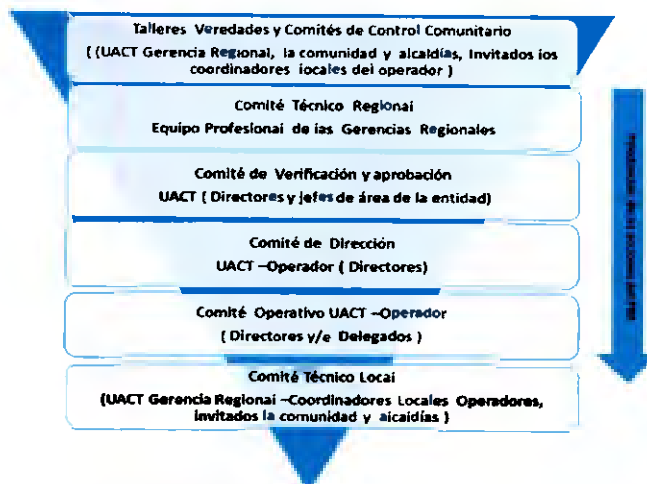 Talleres Veredades y Comités de Control Comunitario
( (UACT Gerencia Regional, la comunidad y alcaldías, Invitados los
coordinadores locales del operador )
Comité Técnico Regional
Equipo Profesional de las Gerencias Regionales
Comité de Verificación y aprobación
UACT ( Directores y jefes de área de la entidad)
Comité de Dirección
UACT –Operador ( Directores)
Comité Operativo UACT –Operador
( Directores y/e Delegados )
Comité Técnico Local
(UACT Gerencia Regional –Coordinadores Locales Operadores,
invitados la comunidad y alcaldías )